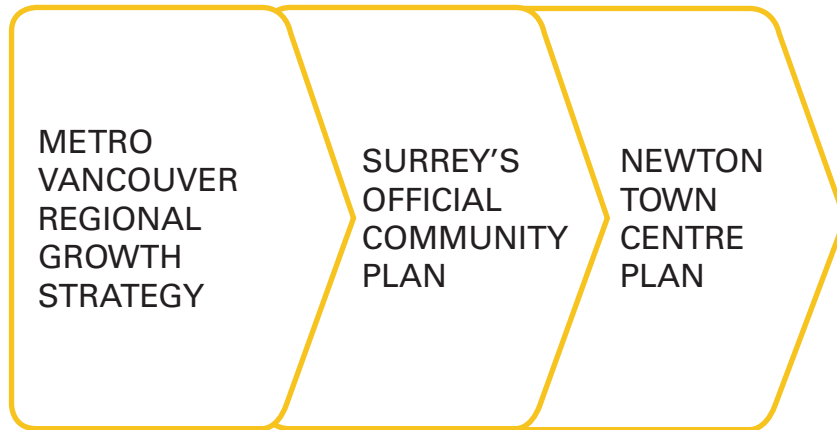 METRO
VANCOUVER
REGIONAL
GROWTH
STRATEGY
SURREY'S
OFFICIAL
COMMUNITY
PLAN
NEWTON
TOWN
CENTRE
PLAN